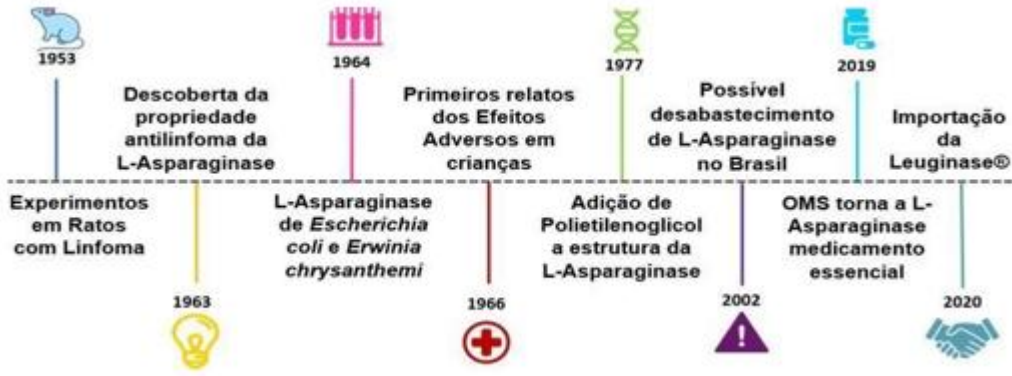 1953
Experimentos
em Ratos
com Linfoma
Descoberta da
propriedade
antilinfoma da
L-Asparaginase
1963
1964
L-Asparaginase
de Escherichia
coli e Erwinia
chrysanthemi
Primeiros relatos
dos Efeitos
Adversos em
crianças
1966
1977
Adição de
Polietilenoglicol
a estrutura da
L-Asparaginase
Possível
desabastecimento
de L-Asparaginase
no Brasil
2002
2019
OMS torna a L-
Asparaginase
medicamento
essencial
Importação
da
Leuginase®
2020